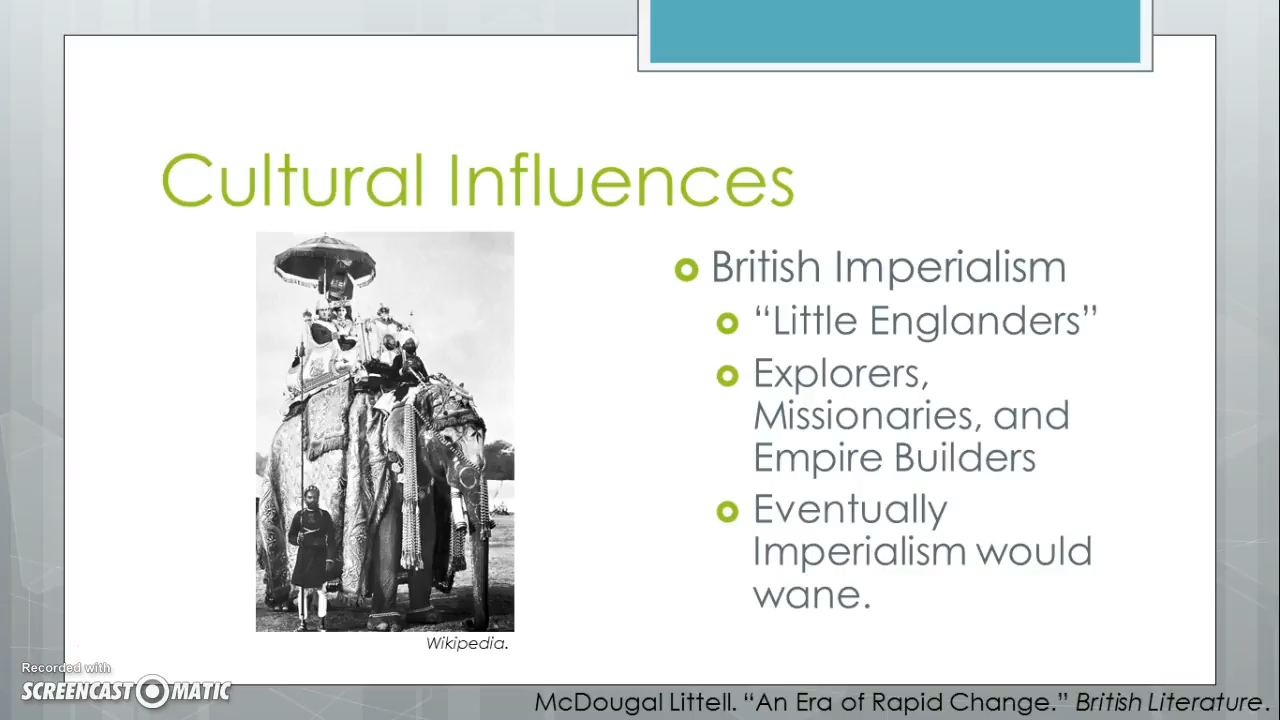 Cultural Influences
British Imperialism
“Little Englanders”
Explorers,
Missionaries, and
Empire Builders
Eventually
Imperialism would
wane.
Wikipedia.
Recorded with
SCREENCAST-O-MATIC
McDougal Littell. “An Era of Rapid Change.” British Literature.